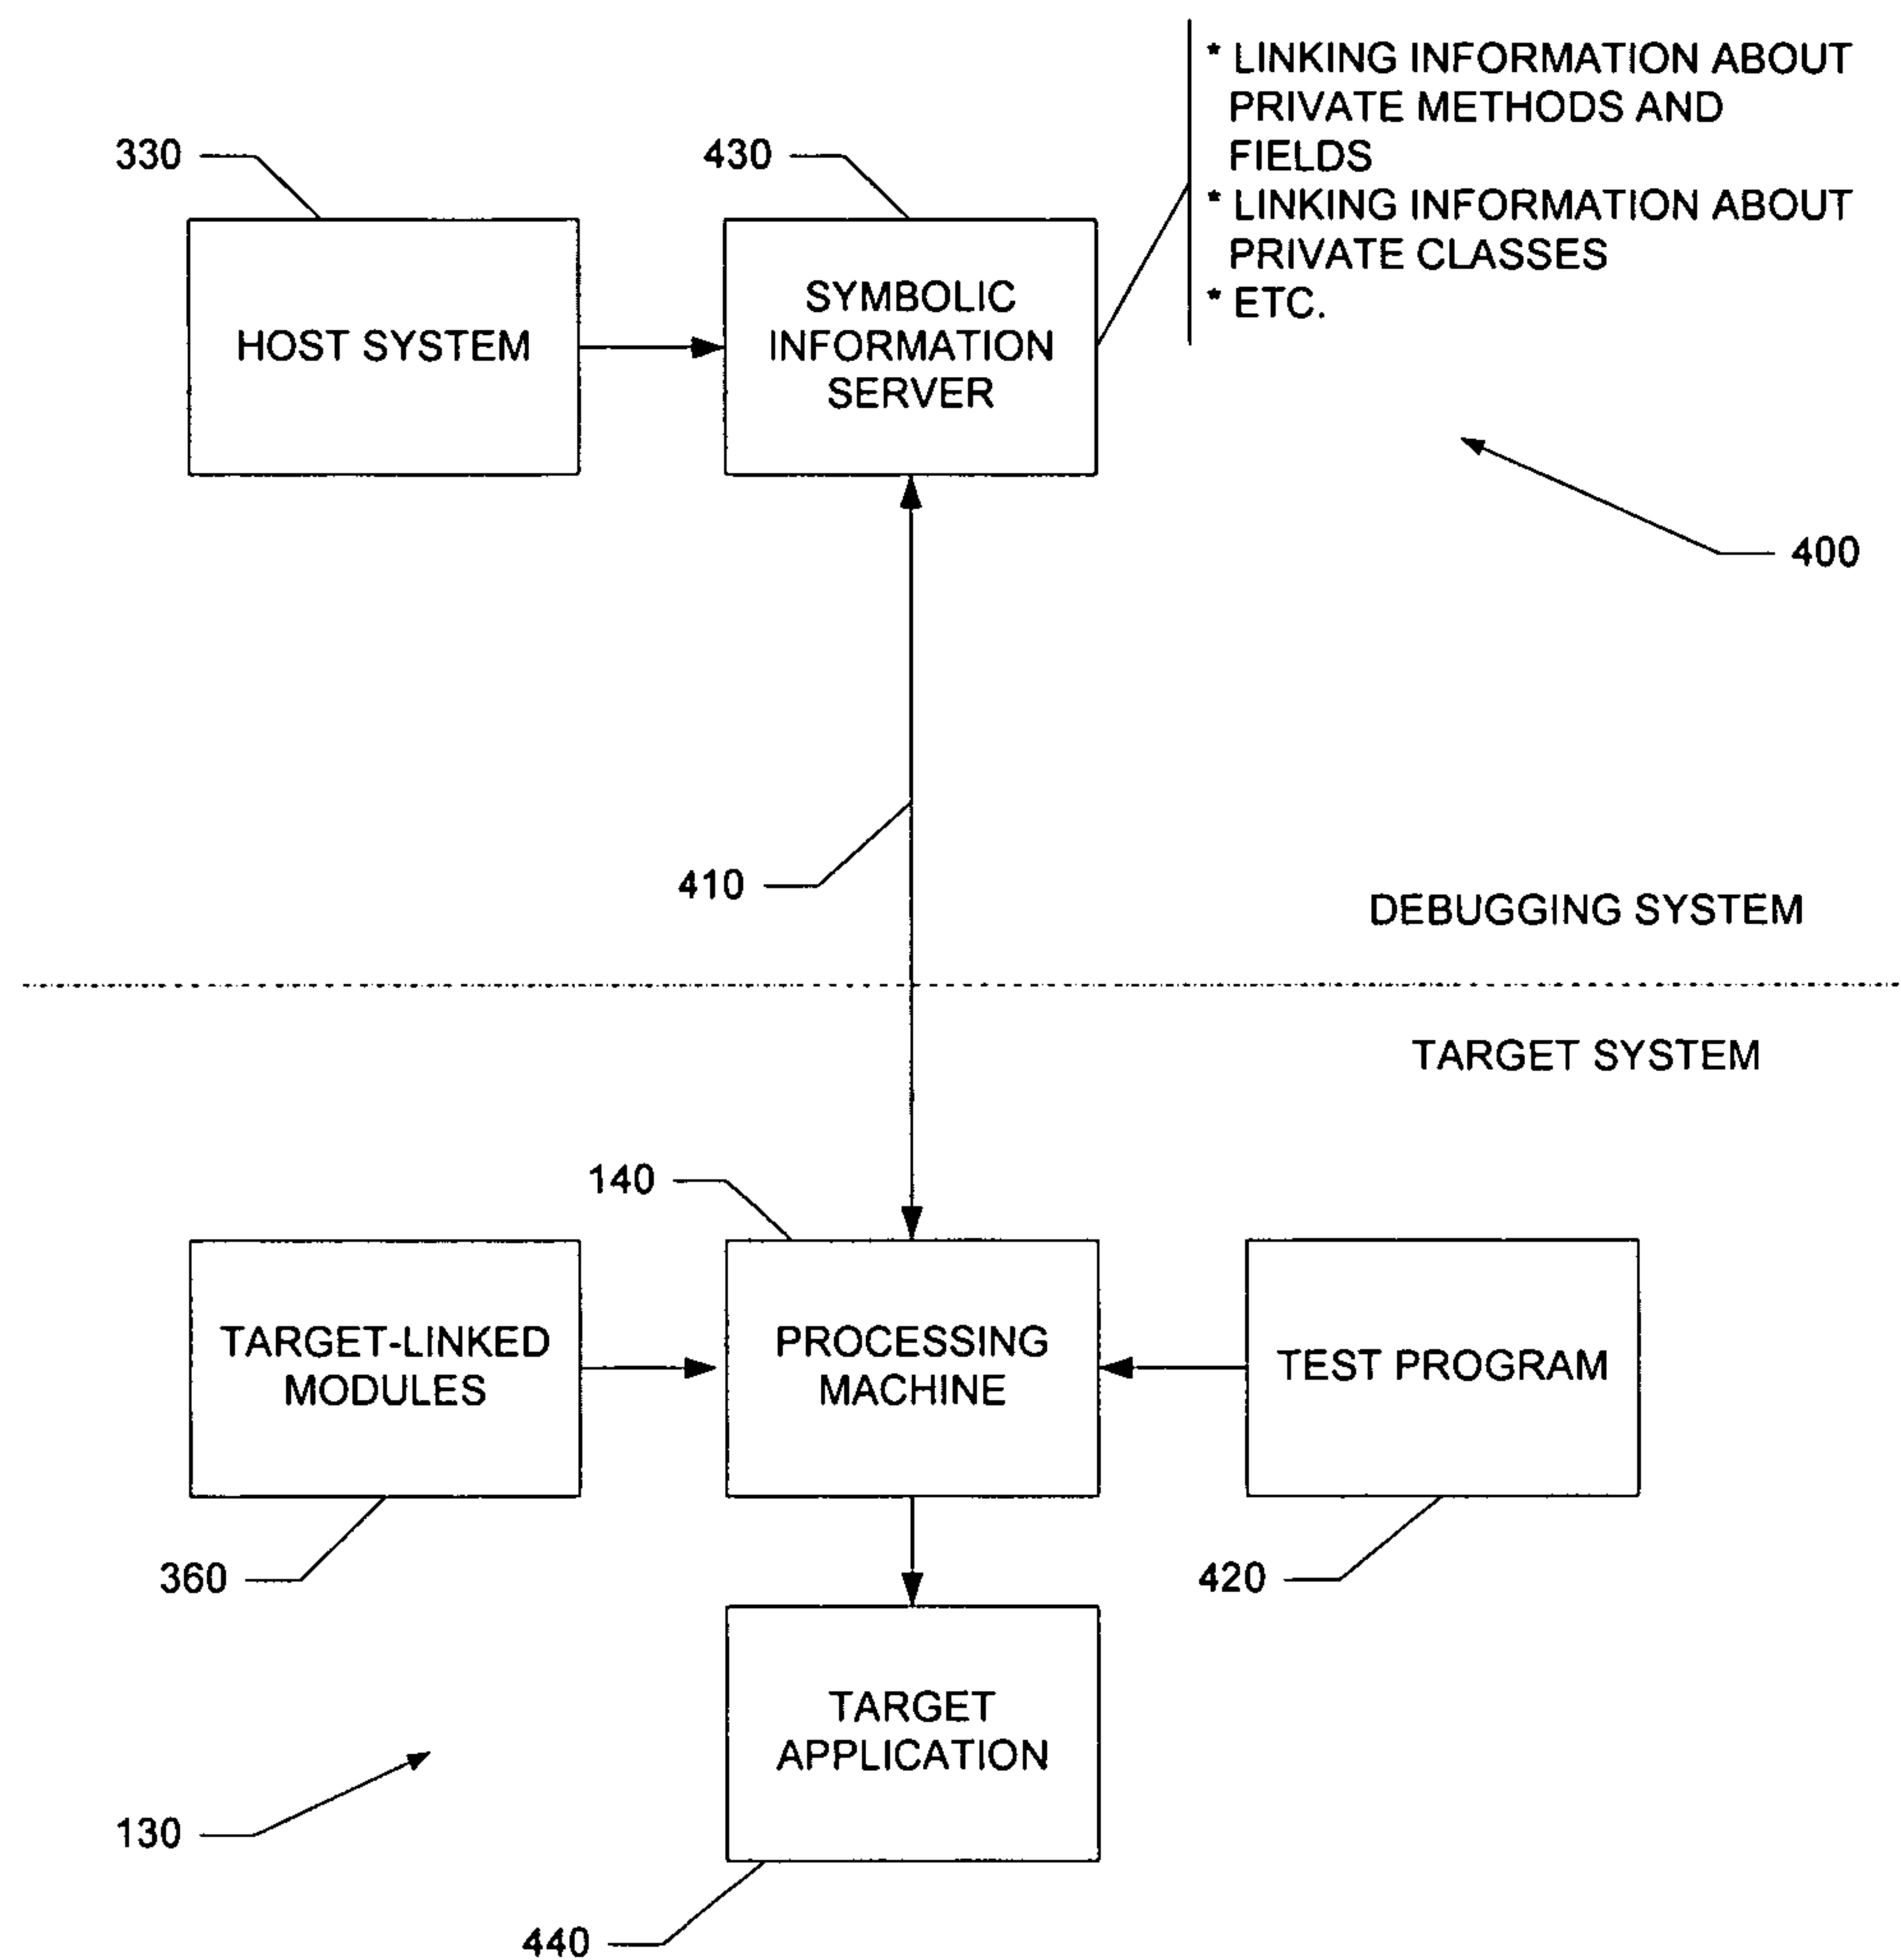 * LINKING INFORMATION ABOUT
PRIVATE METHODS AND
FIELDS
* LINKING INFORMATION ABOUT
PRIVATE CLASSES
* ETC.
330
430
HOST SYSTEM
SYMBOLIC
INFORMATION
SERVER
400
410
DEBUGGING SYSTEM
TARGET SYSTEM
140
TARGET-LINKED
MODULES
PROCESSING
MACHINE
TEST PROGRAM
360
420
TARGET
APPLICATION
130
440